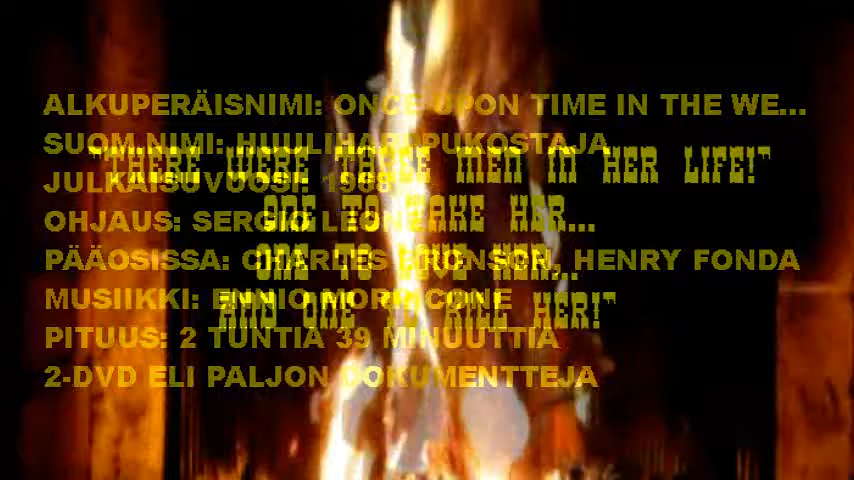 ALKUPERÄISNIMI: ONCE UPON TIME IN THE WE...
SUOM.NIMI: HUULIHARPPUKOSTAJA
JULKAISUVUOSI: 1968
OHJAUS: SERGIO LEONE
PÄÄOSISSA: CHARLES BRONSON, HENRY FONDA
MUSIIKKI: ENNIO MORRICONE
PITUUS: 2 TUNTIA 39 MINUUTTIA
2-DVD ELI PALJON DOKUMENTTEJA
"THERE WERE THREE MEN IN HER LIFE!"
ONE TO TAKE HER...
ONE TO LOVE HER...
AND ONE TO KILL HER!"